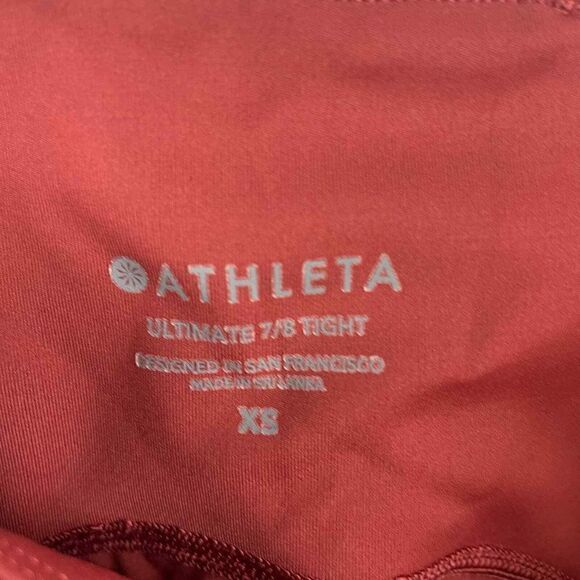 ATHLETA
ULTIMATE 7/8 TIGHT
DESIGNED IN SAN FRANCISCO
MADE IN SRI LANKA
XS